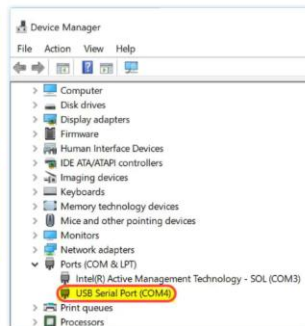 Device Manager
File Action View Help
Computer
Disk drives
Display adapters
Firmware
Human Interface Devices
IDE ATA/ATAPI controllers
Imaging devices
Keyboards
Memory technology devices
Mice and other pointing devices
Monitors
Network adapters
Ports (COM & LPT)
Intel(R) Active Management Technology - SOL (COM3)
USB Serial Port (COM4)
Print queues
Processors